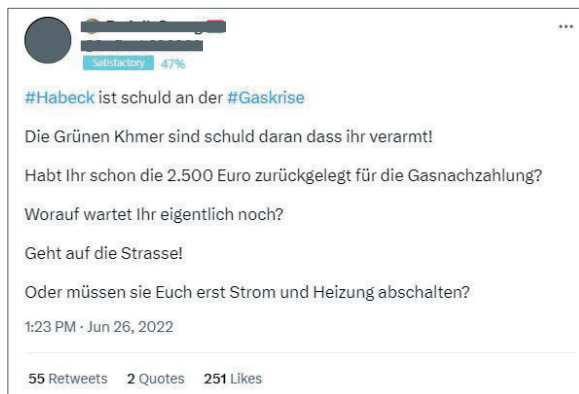 Satisfactory 47%
#Habeck ist schuld an der #Gaskrise
Die Grünen Khmer sind schuld daran dass ihr verarmt!
Habt Ihr schon die 2.500 Euro zurückgelegt für die Gasnachzahlung?
Worauf wartet Ihr eigentlich noch?
Geht auf die Strasse!
Oder müssen sie Euch erst Strom und Heizung abschalten?
1:23 PM · Jun 26, 2022
55 Retweets 2 Quotes 251 Likes